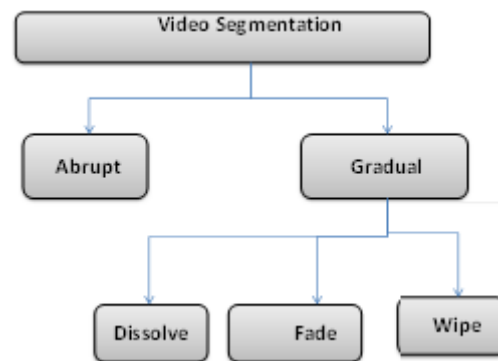 Video Segmentation
Abrupt
Gradual
Dissolve
Fade
Wipe